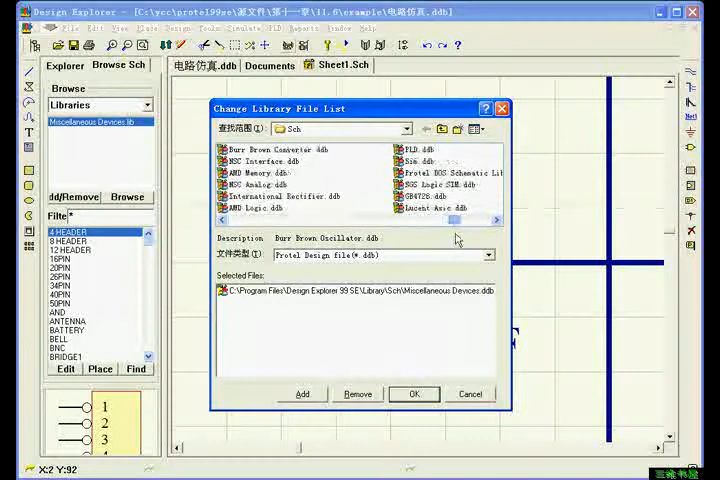 Design Explorer - [C:\ycc\protel99se\源文件\第十一章\11.6\example\电路仿真.ddb]
File Edit View Place Design Tools Simulate PLD Reports Window Help
Explorer Browse Sch
电路仿真.ddb Documents Sheet1.Sch
Browse
Libraries
Miscellaneous Devices.lib
dd/Remove Browse
Filte *
4 HEADER
8 HEADER
12 HEADER
16PIN
20PIN
26PIN
34PIN
40PIN
50PIN
AND
ANTENNA
BATTERY
BELL
BNC
BRIDGE1
Edit Place Find
1
2
3
X:2 Y:92
Change Library File List
查找范围(I): Sch
Burr Brown Converter.ddb
NSC Interface.ddb
AMD Memory.ddb
NSC Analog.ddb
International Rectifier.ddb
AMD Logic.ddb
PLD.ddb
Sim.ddb
Protel DOS Schematic Lib
SGS Logic SIM.ddb
GB4728.ddb
Lucent Asic.ddb
Description Burr Brown Oscillator.ddb
文件类型(T): Protel Design file(*.ddb)
Selected Files:
C:\Program Files\Design Explorer 99 SE\Library\Sch\Miscellaneous Devices.ddb
Add Remove OK Cancel